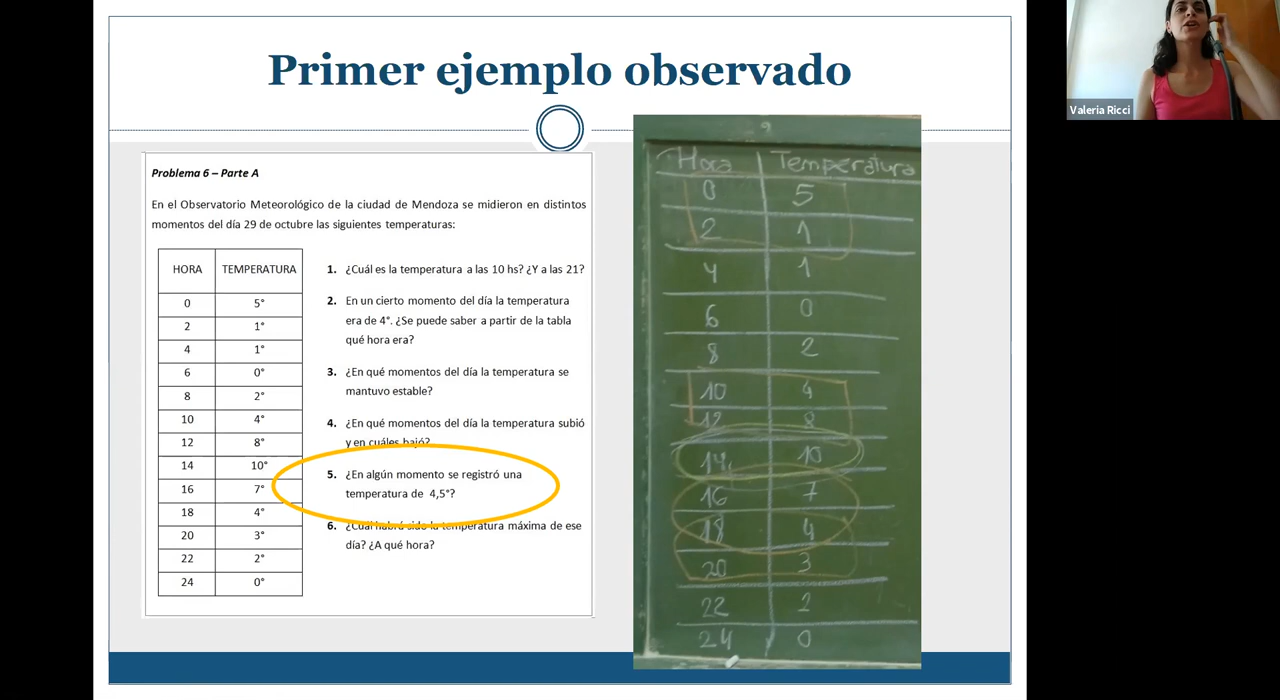 Primer ejemplo observado
Valeria Ricci
Problema 6 – Parte A
En el Observatorio Meteorológico de la ciudad de Mendoza se midieron en distintos
momentos del día 29 de octubre las siguientes temperaturas:
HORA TEMPERATURA
0 5°
2 1°
4 1°
6 0°
8 2°
10 4°
12 8°
14 10°
16 7°
18 4°
20 3°
22 2°
24 0°
1. ¿Cuál es la temperatura a las 10 hs? ¿Y a las 21?
2. En un cierto momento del día la temperatura
era de 4°. ¿Se puede saber a partir de la tabla
qué hora era?
3. ¿En qué momentos del día la temperatura se
mantuvo estable?
4. ¿En qué momentos del día la temperatura subió
y en cuáles bajó?
5. ¿En algún momento se registró una
temperatura de 4,5°?
6. ¿Cuál habrá sido la temperatura máxima de ese
día? ¿A qué hora?
9
Hora Temperatura
0 5
2 1
4 1
6 0
8 2
10 4
12 8
14 10
16 7
18 4
20 3
22 2
24 0